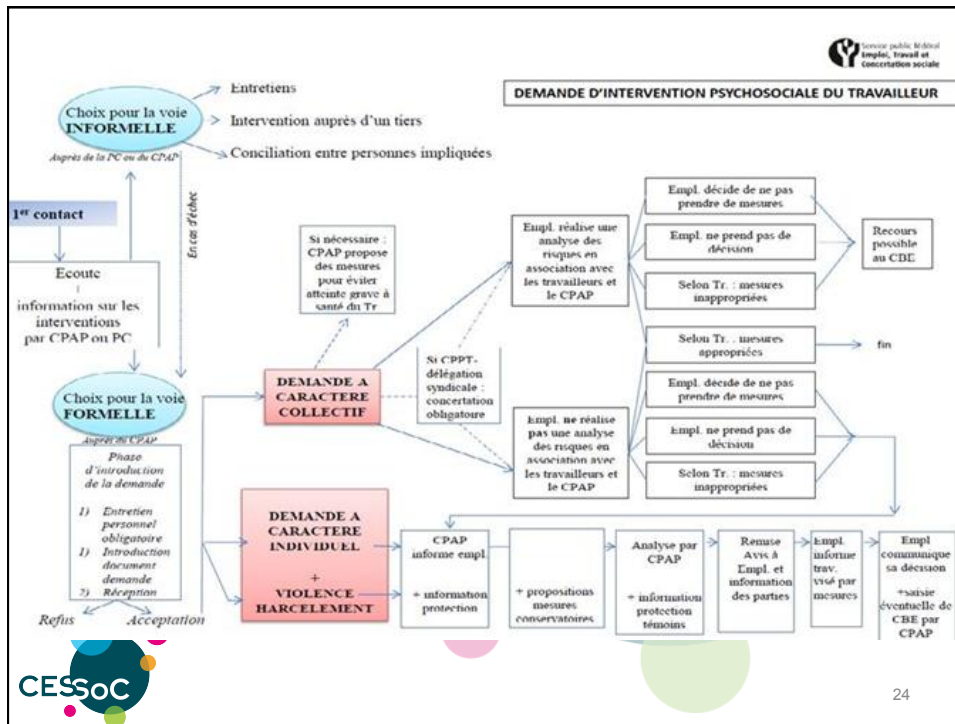 Service public fédéral
Emploi, Travail et
Concertation sociale
DEMANDE D'INTERVENTION PSYCHOSOCIALE DU TRAVAILLEUR
Choix pour la voie
INFORMELLE
Auprès de la PC ou du CPAP
Entretiens
Intervention auprès d'un tiers
Conciliation entre personnes impliquées
1er contact
En cas d'échec
Ecoute
+
information sur les
interventions
par CPAP ou PC
Choix pour la voie
FORMELLE
Auprès du CPAP
Phase
d'introduction
de la demande
1) Entretien
personnel
obligatoire
1) Introduction
document
demande
2) Réception
Refus
Acceptation
Si nécessaire :
CPAP propose
des mesures
pour éviter
atteinte grave à
santé du Tr
DEMANDE A
CARACTERE
COLLECTIF
Si CPPT-
délégation
syndicale :
concertation
obligatoire
Empl. réalise une
analyse des
risques en
association avec
les travailleurs et
le CPAP
Empl. ne réalise
pas une analyse
des risques en
association avec
les travailleurs et
le CPAP
Empl. décide de ne pas
prendre de mesures
Empl. ne prend pas de
décision
Selon Tr. : mesures
inappropriées
Selon Tr. : mesures
appropriées
Empl. décide de ne pas
prendre de mesures
Empl. ne prend pas de
décision
Selon Tr. : mesures
inappropriées
Recours
possible
au CBE
fin
DEMANDE A
CARACTERE
INDIVIDUEL
+
VIOLENCE
HARCELEMENT
CPAP
informe empl.
+ information
protection
+ propositions
mesures
conservatoires
Analyse par
CPAP
+ information
protection
témoins
Remise
Avis à
Empl. et
information
des parties
Empl.
informe
trav.
visé par
mesures
Empl
communique
sa décision
+saisie
éventuelle de
CBE par
CPAP
CESSoC
24